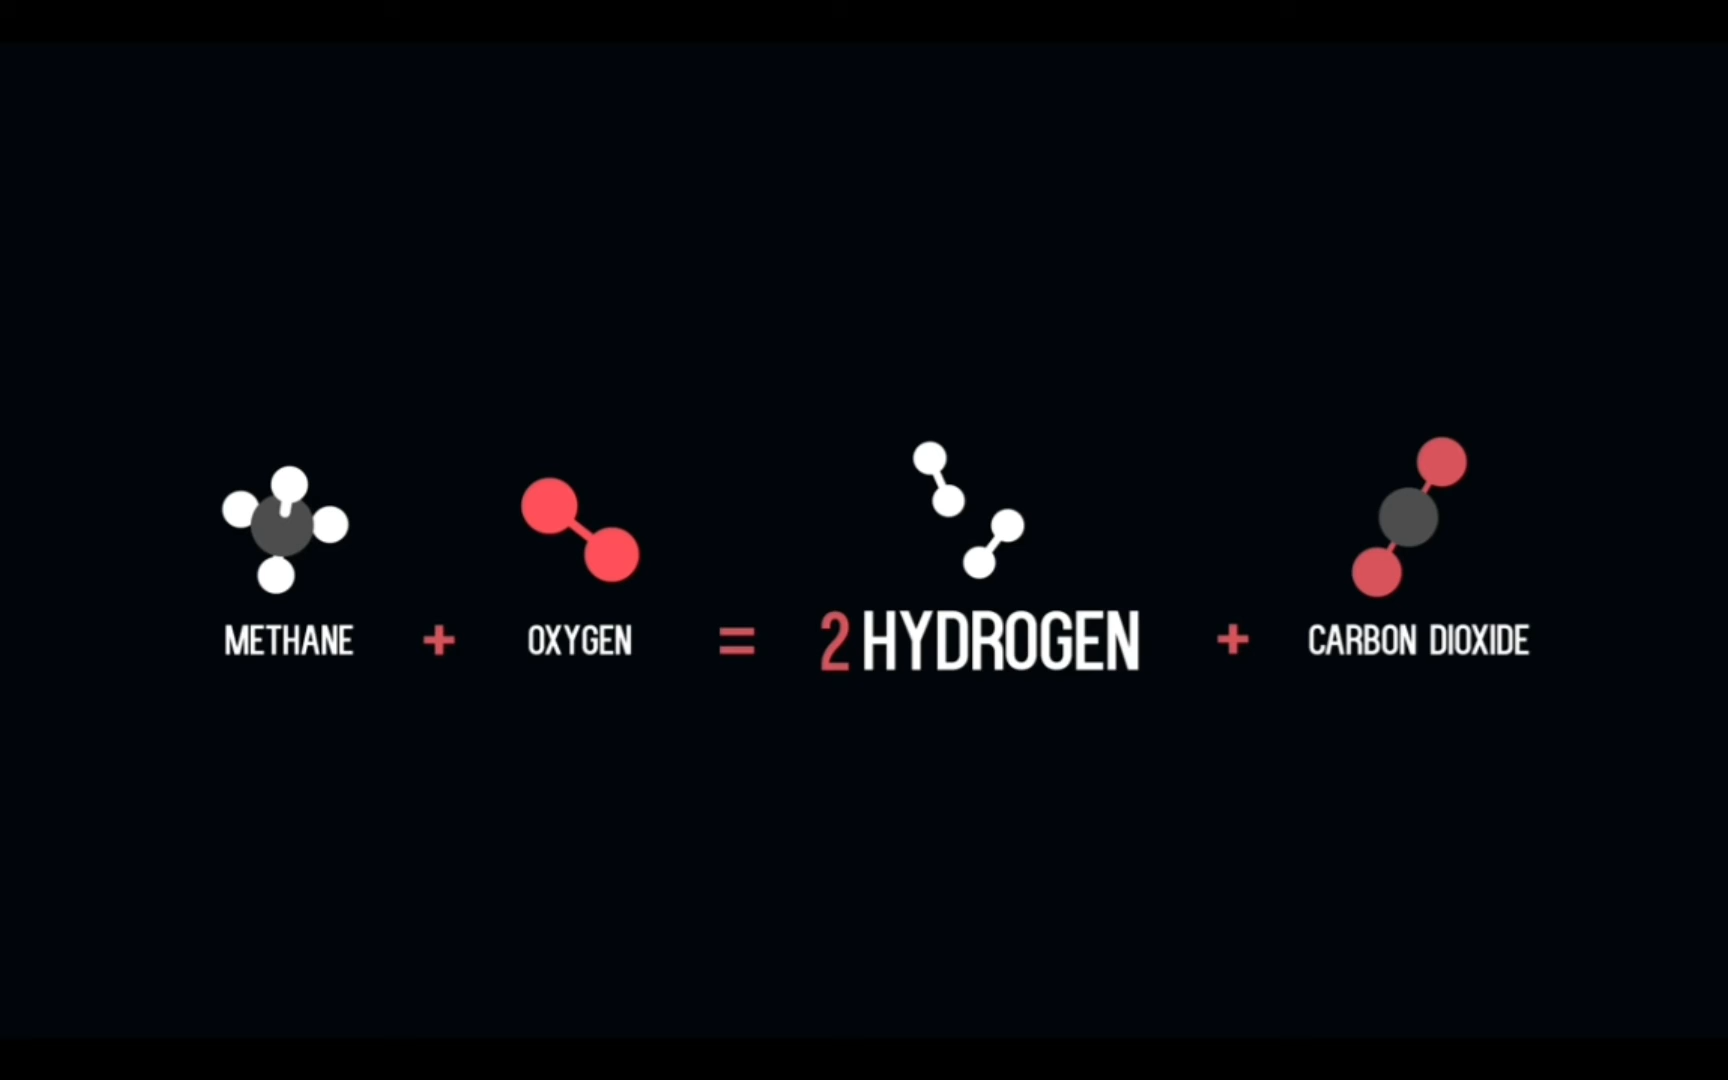 METHANE + OXYGEN = 2 HYDROGEN + CARBON DIOXIDE